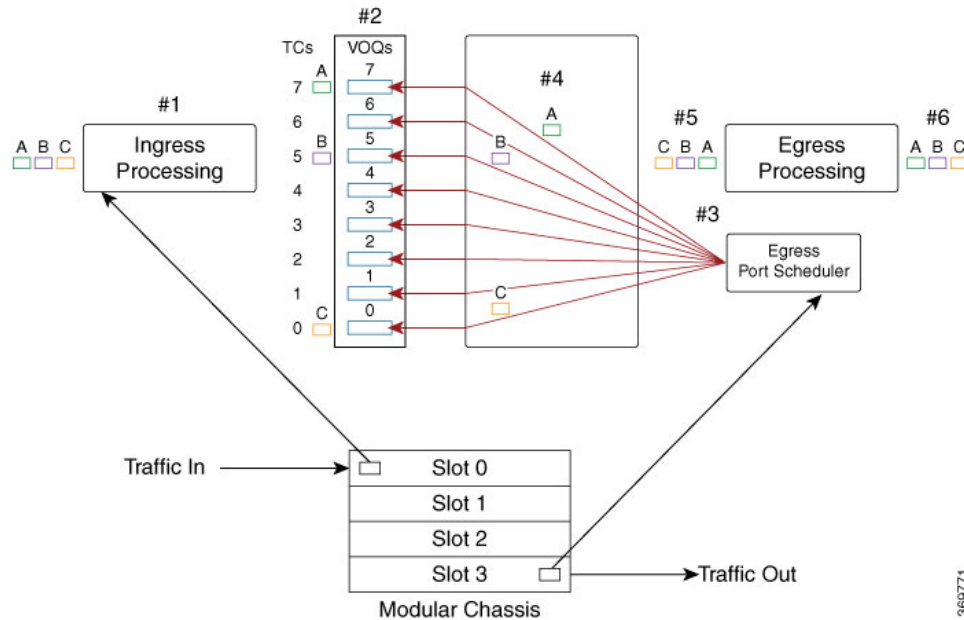 #2
TCs VOQs
A
7 7
#4
6 6
#1 A
#5 #6
B 5 B
A B C Ingress Processing 5 C B A Egress Processing A B C
4 4
#3
3 3
Egress
2 2 Port Scheduler
1 1
C
C 0
0
Traffic In Slot 0
Slot 1
Slot 2
Slot 3 Traffic Out
Modular Chassis
369771